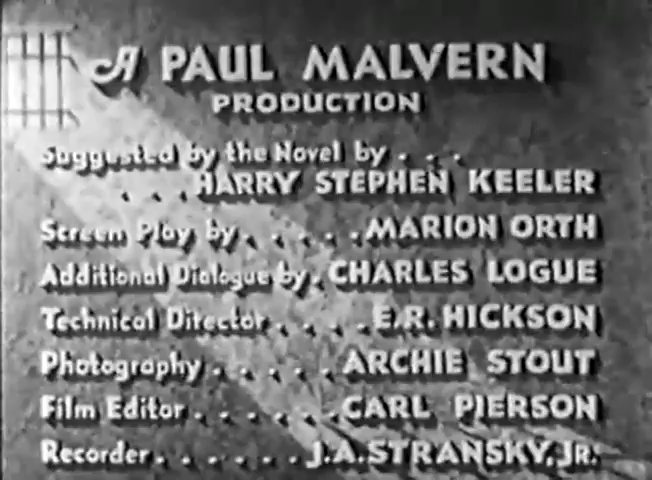 A PAUL MALVERN
PRODUCTION
Suggested by the Novel by . . .
. . . HARRY STEPHEN KEELER
Screen Play by . . . . . MARION ORTH
Additional Dialogue by . CHARLES LOGUE
Technical Director . . . . E.R. HICKSON
Photography . . . . . ARCHIE STOUT
Film Editor . . . . . . CARL PIERSON
Recorder . . . . . . J.A. STRANSKY, JR.